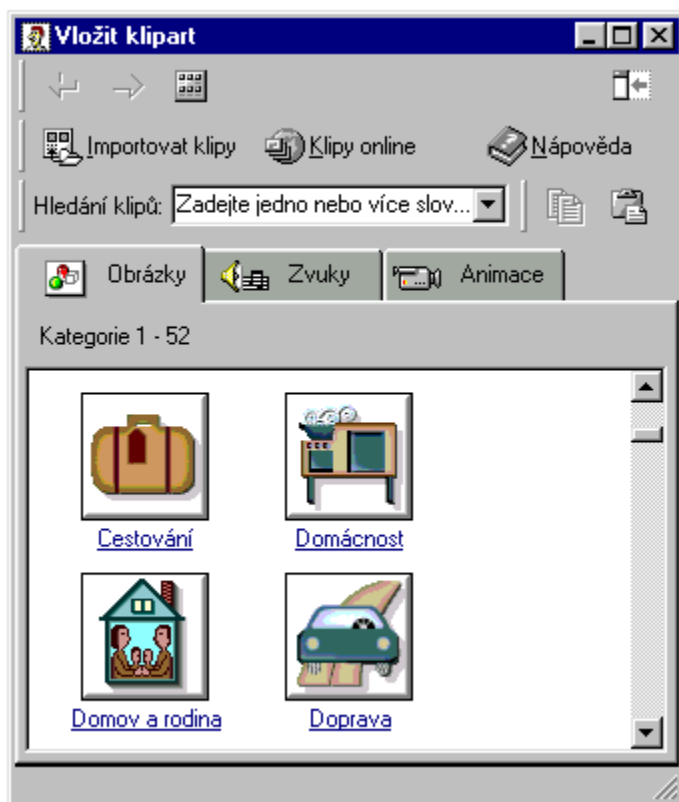 Vložit klipart
Importovat klipy Klipy online Nápověda
Hledání klipů: Zadejte jedno nebo více slov...
Obrázky Zvuky Animace
Kategorie 1 - 52
Cestování Domácnost
Domov a rodina Doprava